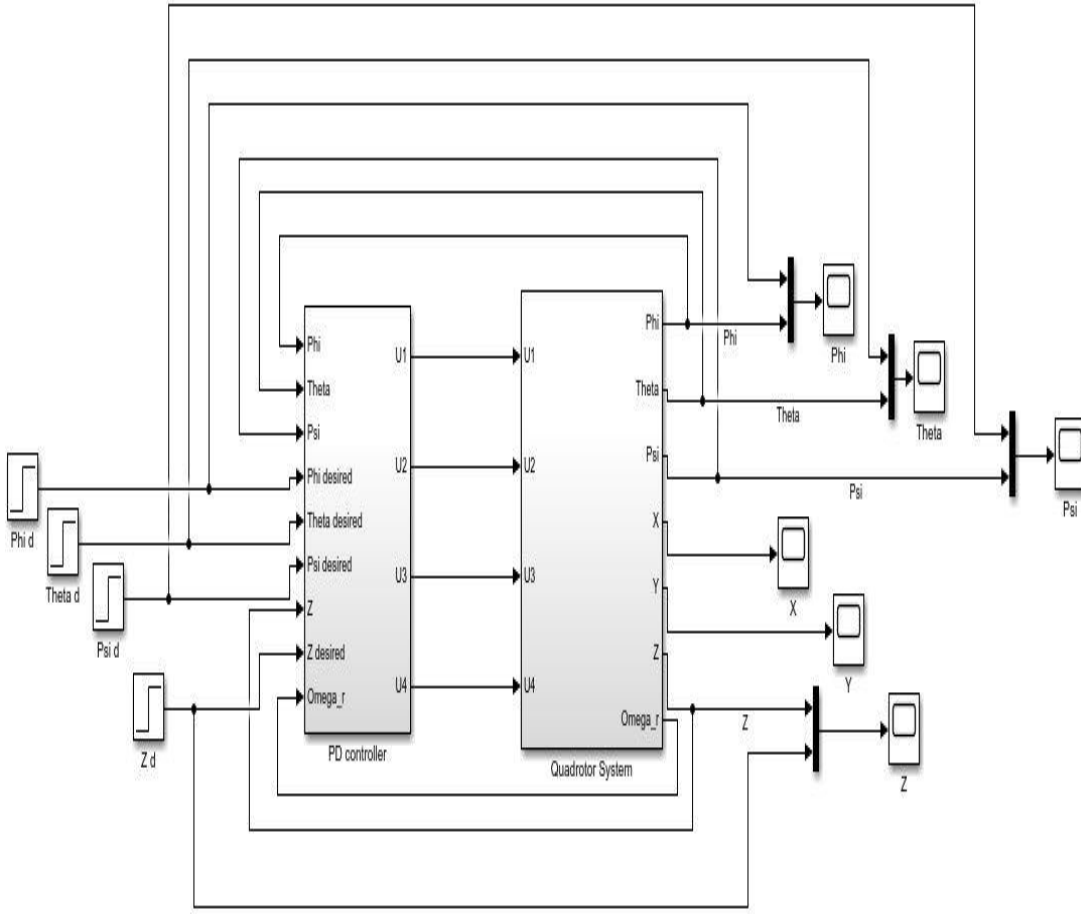 Phi d
Theta d
Psi d
Z d
Phi
Theta
Psi
Phi desired
Theta desired
Psi desired
Z
Z desired
Omega_r
U1
U2
U3
U4
PD controller
U1
U2
U3
U4
Phi
Theta
Psi
X
Y
Z
Omega_r
Quadrotor System
Phi
Theta
Psi
Z
Phi
Theta
Psi
X
Y
Z